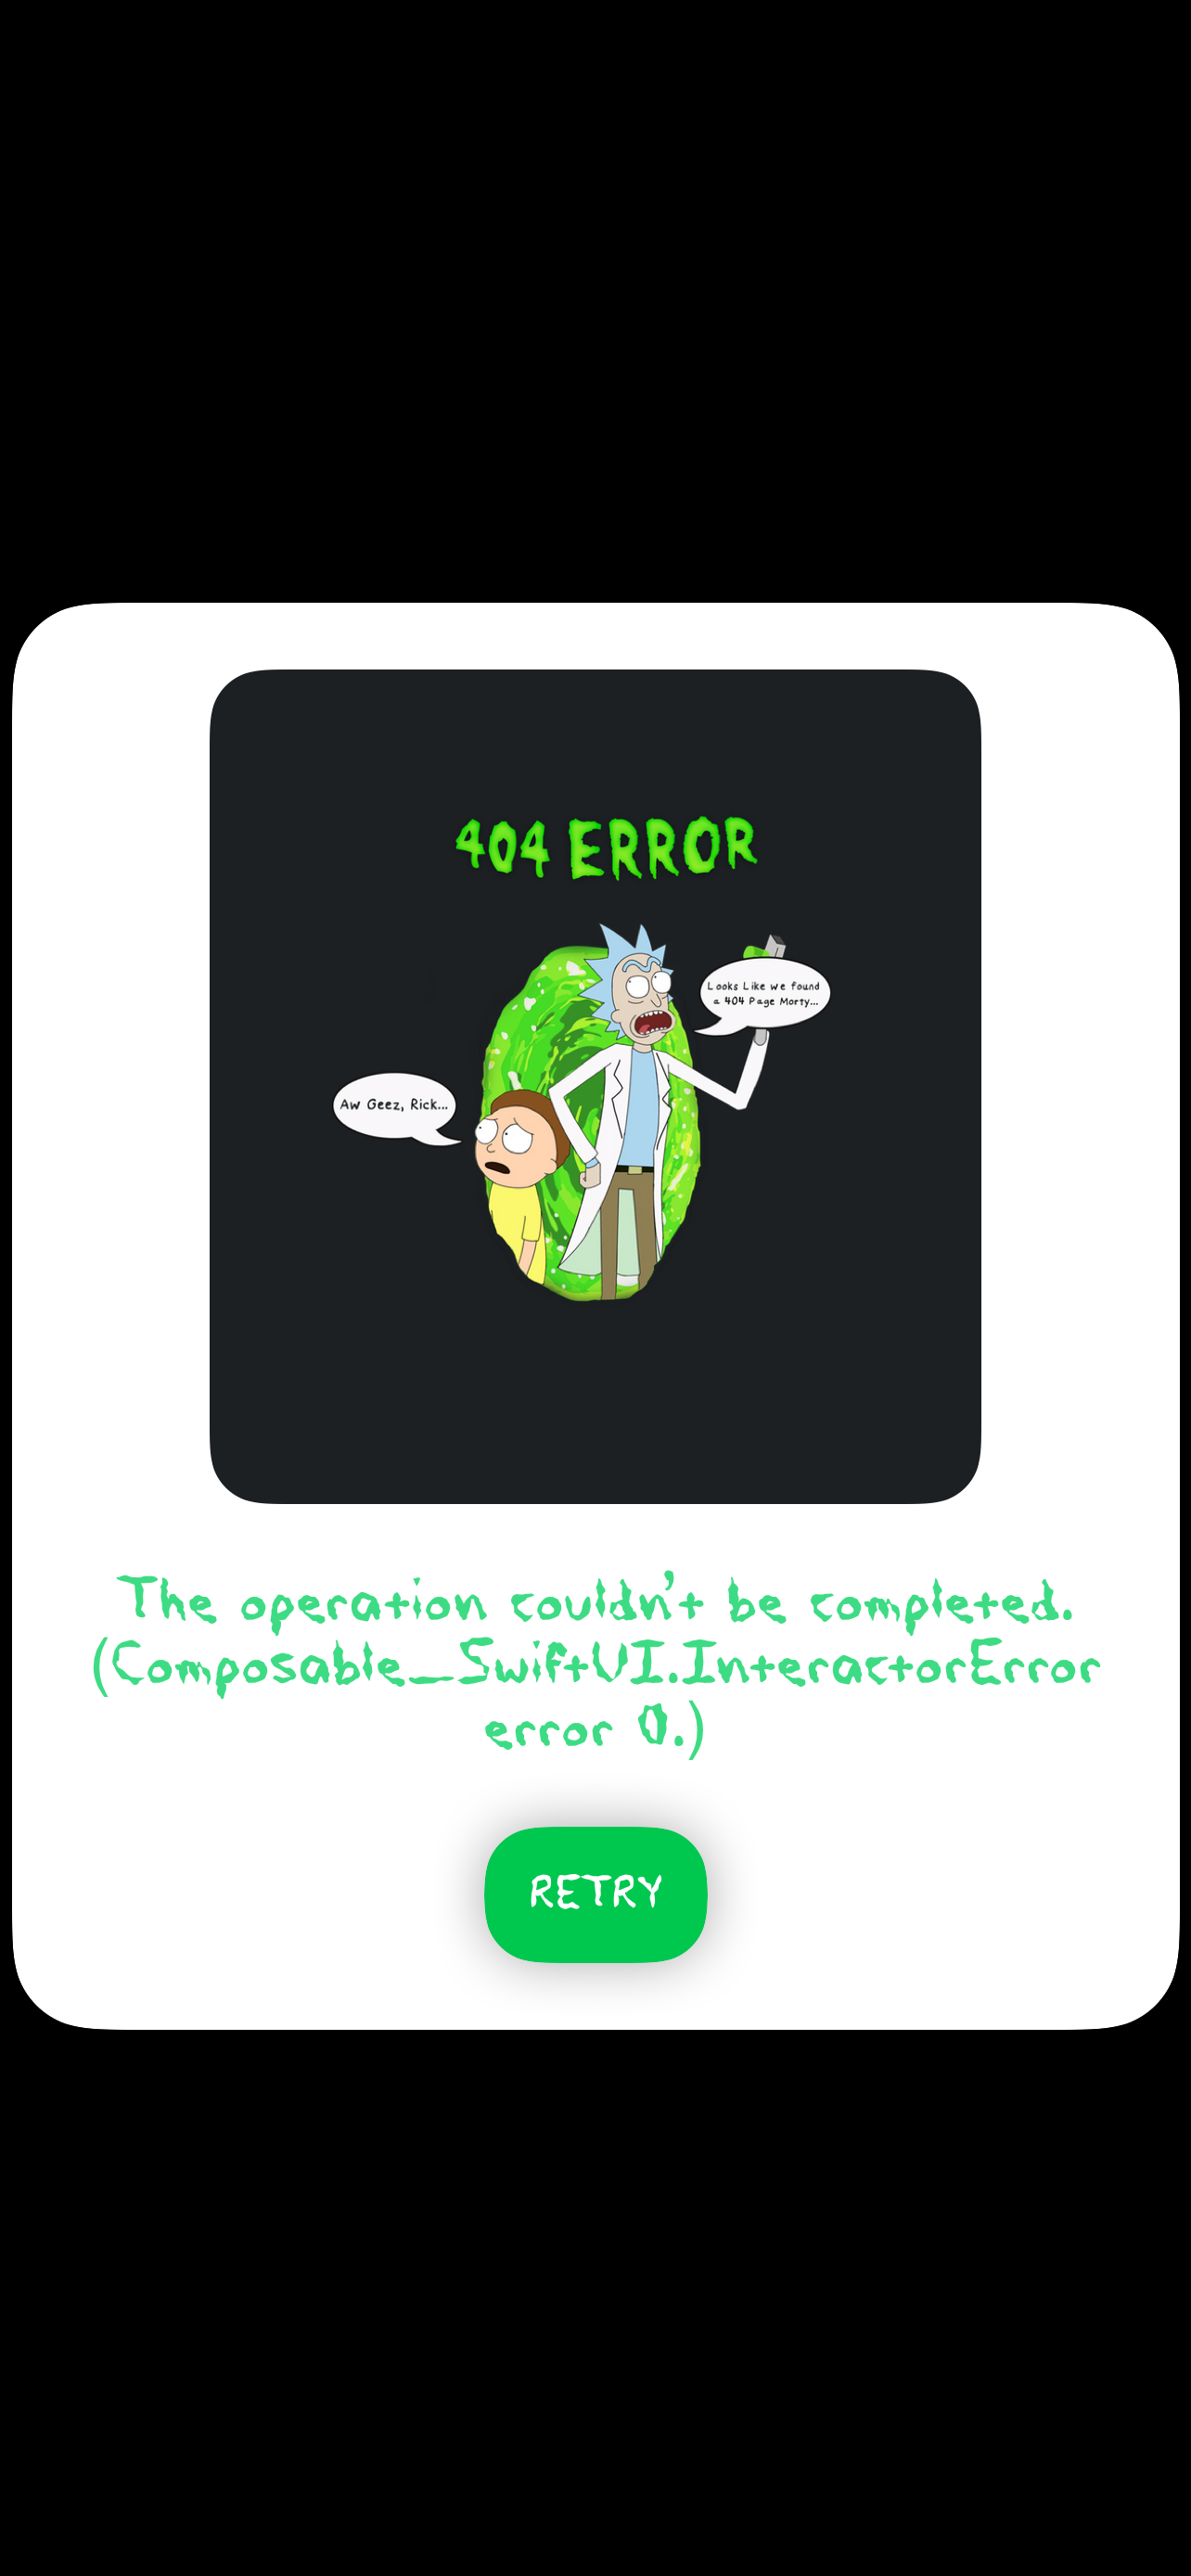 404 ERROR
Looks Like we found
a 404 Page Morty...
Aw Geez, Rick...
The operation couldn't be completed.
(Composable_SwiftUI.InteractorError
error 0.)
RETRY